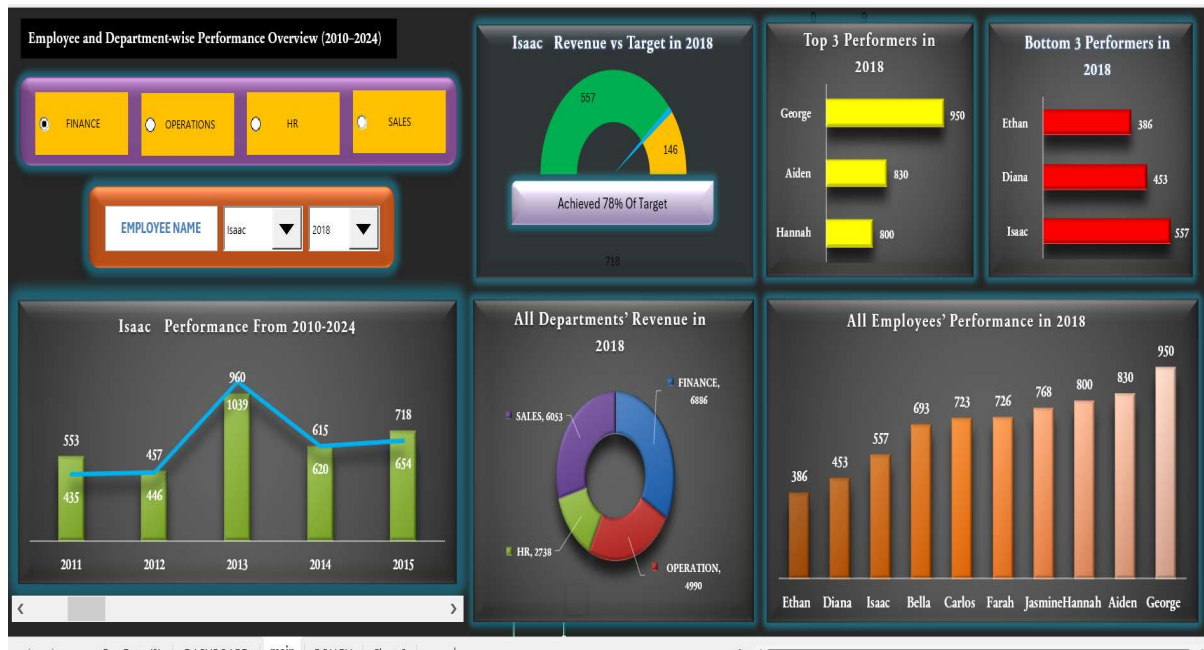 Employee and Department-wise Performance Overview (2010-2024)
FINANCE
OPERATIONS
HR
SALES
EMPLOYEE NAME
Isaac
2018
Isaac Revenue vs Target in 2018
557
146
Achieved 78% Of Target
718
Top 3 Performers in
2018
George
950
Aiden
830
Hannah
800
Bottom 3 Performers in
2018
Ethan
386
Diana
453
Isaac
557
Isaac Performance From 2010-2024
553
457
960
615
718
435
446
1039
620
654
2011
2012
2013
2014
2015
All Departments' Revenue in
2018
FINANCE,
6886
SALES, 6053
HR, 2738
OPERATION,
4990
All Employees' Performance in 2018
386
453
557
693
723
726
768
800
830
950
Ethan
Diana
Isaac
Bella
Carlos
Farah
Jasmine
Hannah
Aiden
George